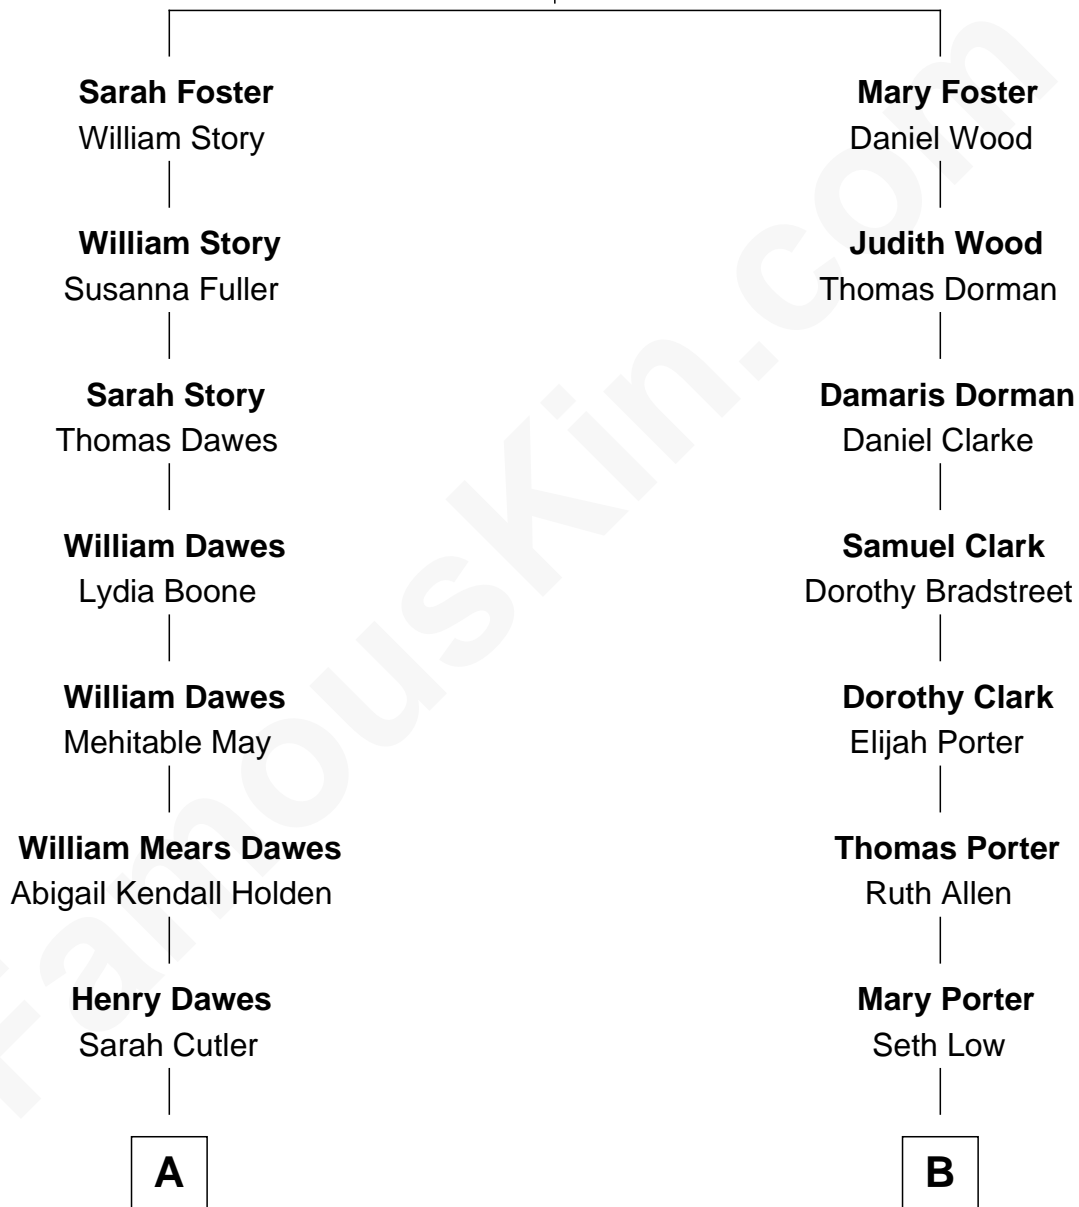 Sarah Foster
William Story
William Story
Susanna Fuller
Sarah Story
Thomas Dawes
William Dawes
Lydia Boone
William Dawes
Mehitable May
William Mears Dawes
Abigail Kendall Holden
Henry Dawes
Sarah Cutler
A
Mary Foster
Daniel Wood
Judith Wood
Thomas Dorman
Damaris Dorman
Daniel Clarke
Samuel Clark
Dorothy Bradstreet
Dorothy Clark
Elijah Porter
Thomas Porter
Ruth Allen
Mary Porter
Seth Low
B
FamousKin.com